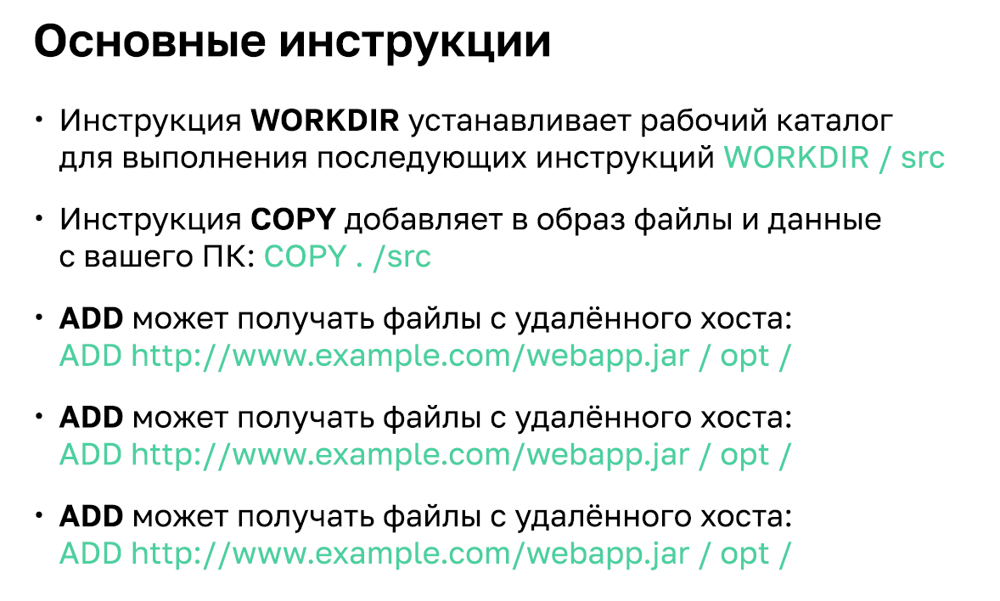 Основные инструкции
• Инструкция WORKDIR устанавливает рабочий каталог
для выполнения последующих инструкций WORKDIR / src
• Инструкция COPY добавляет в образ файлы и данные
с вашего ПК: COPY . /src
• ADD может получать файлы с удалённого хоста:
ADD http://www.example.com/webapp.jar / opt /
• ADD может получать файлы с удалённого хоста:
ADD http://www.example.com/webapp.jar / opt /
• ADD может получать файлы с удалённого хоста:
ADD http://www.example.com/webapp.jar / opt /